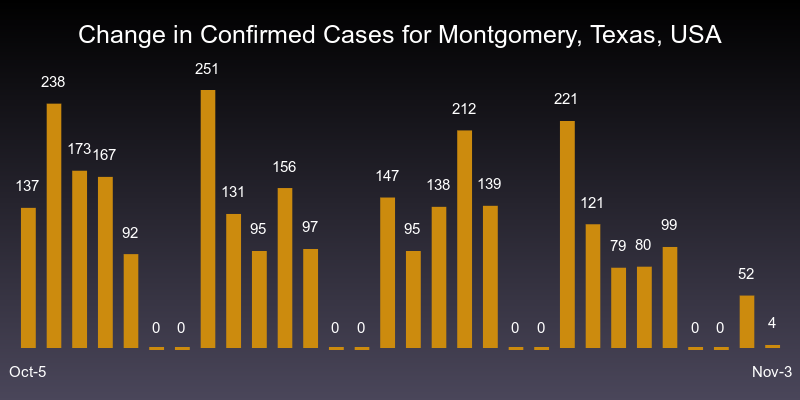 Change in Confirmed Cases for Montgomery, Texas, USA
137 238 173 167 92 0 0 251 131 95 156 97 0 0 147 95 138 212 139 0 0 221 121 79 80 99 0 0 52 4
Oct-5 Nov-3